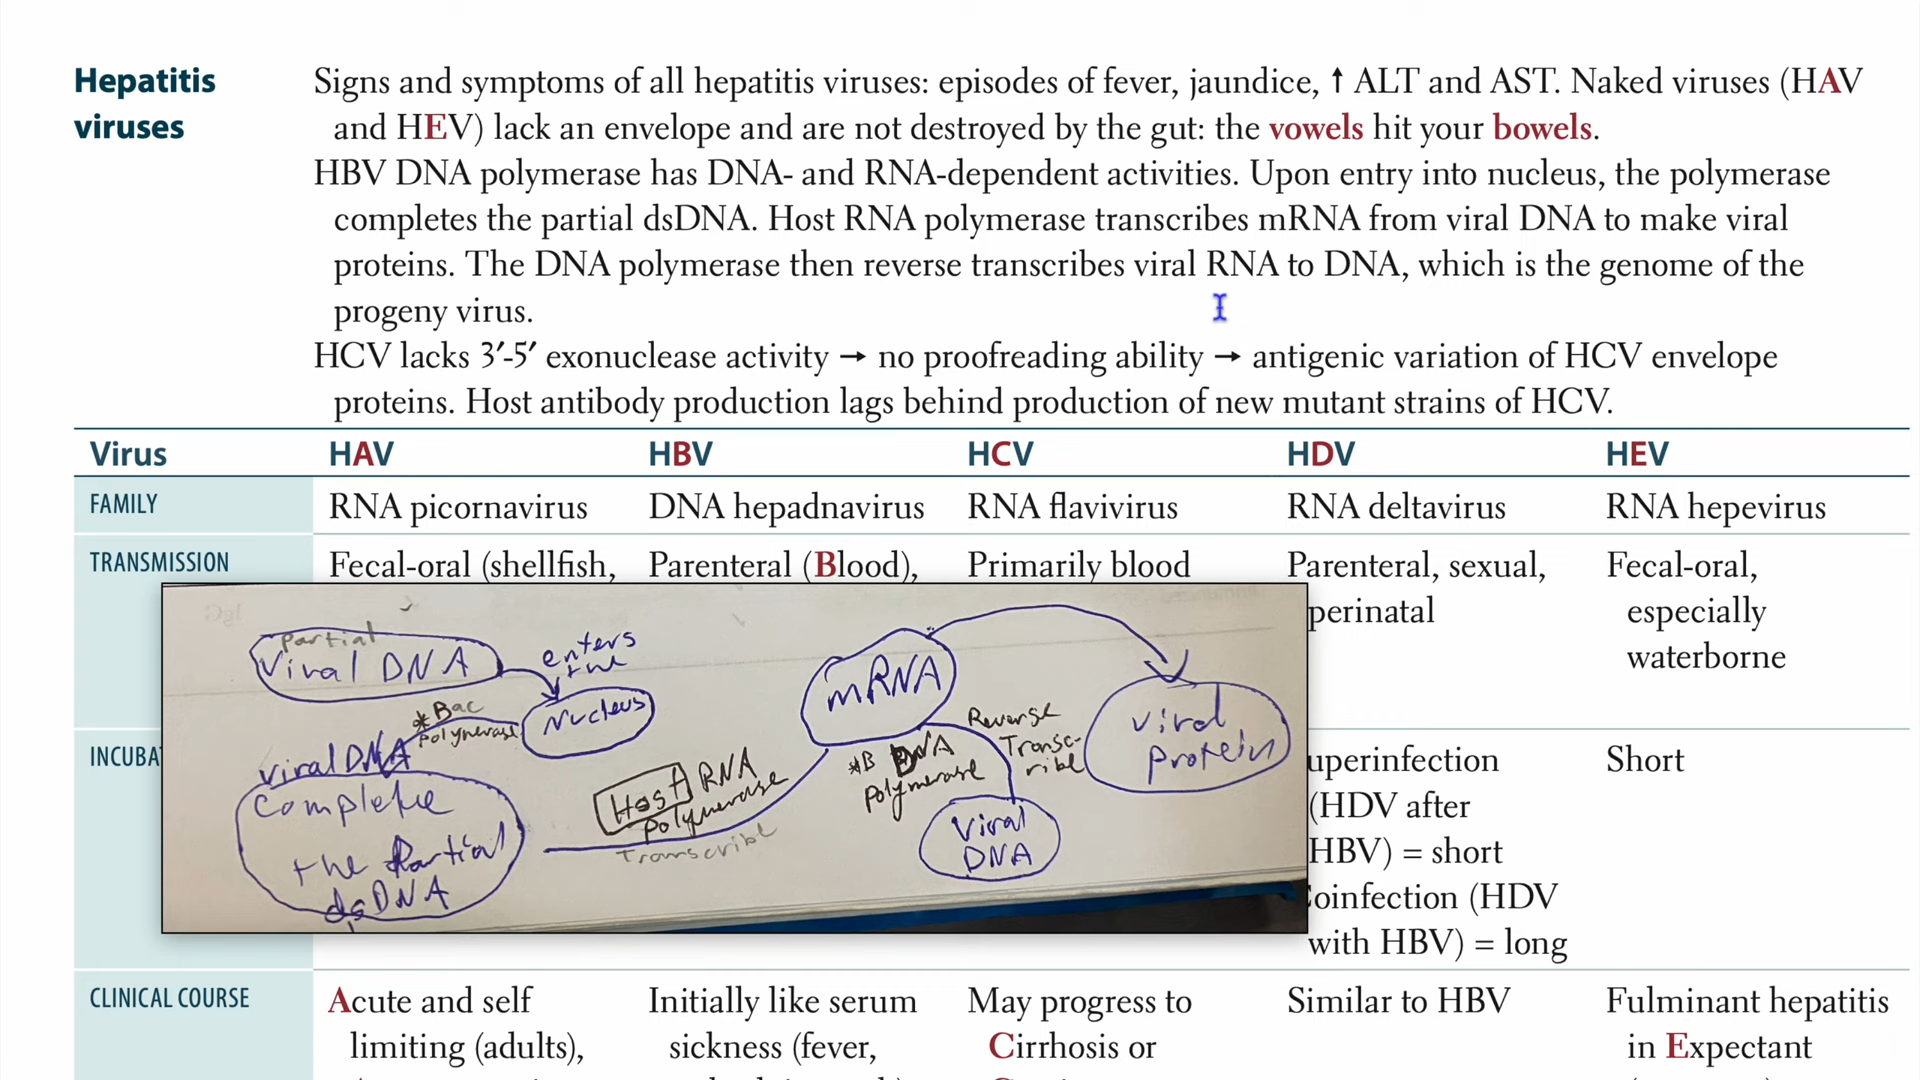 Hepatitis
viruses
Signs and symptoms of all hepatitis viruses: episodes of fever, jaundice, ↑ ALT and AST. Naked viruses (HAV
and HEV) lack an envelope and are not destroyed by the gut: the vowels hit your bowels.
HBV DNA polymerase has DNA- and RNA-dependent activities. Upon entry into nucleus, the polymerase
completes the partial dsDNA. Host RNA polymerase transcribes mRNA from viral DNA to make viral
proteins. The DNA polymerase then reverse transcribes viral RNA to DNA, which is the genome of the
progeny virus.
HCV lacks 3′-5′ exonuclease activity → no proofreading ability → antigenic variation of HCV envelope
proteins. Host antibody production lags behind production of new mutant strains of HCV.
Virus HAV HBV HCV HDV HEV
FAMILY RNA picornavirus DNA hepadnavirus RNA flavivirus RNA deltavirus RNA hepevirus
TRANSMISSION Fecal-oral (shellfish, Parenteral (Blood), Primarily blood Parenteral, sexual, Fecal-oral,
perinatal especially
waterborne
Partial
Viral DNA
enters
the
Nucleus
*Bac
polymerase
viral DNA
Complete
the Partial
dsDNA
Host RNA
polymerase
Transcribe
mRNA
*B DNA
polymerase
Reverse
Transc-
ribe
Viral
DNA
Viral
protein
INCUBA uperinfection Short
(HDV after
HBV) = short
oinfection (HDV
with HBV) = long
CLINICAL COURSE Acute and self Initially like serum May progress to Similar to HBV Fulminant hepatitis
limiting (adults), sickness (fever, Cirrhosis or in Expectant